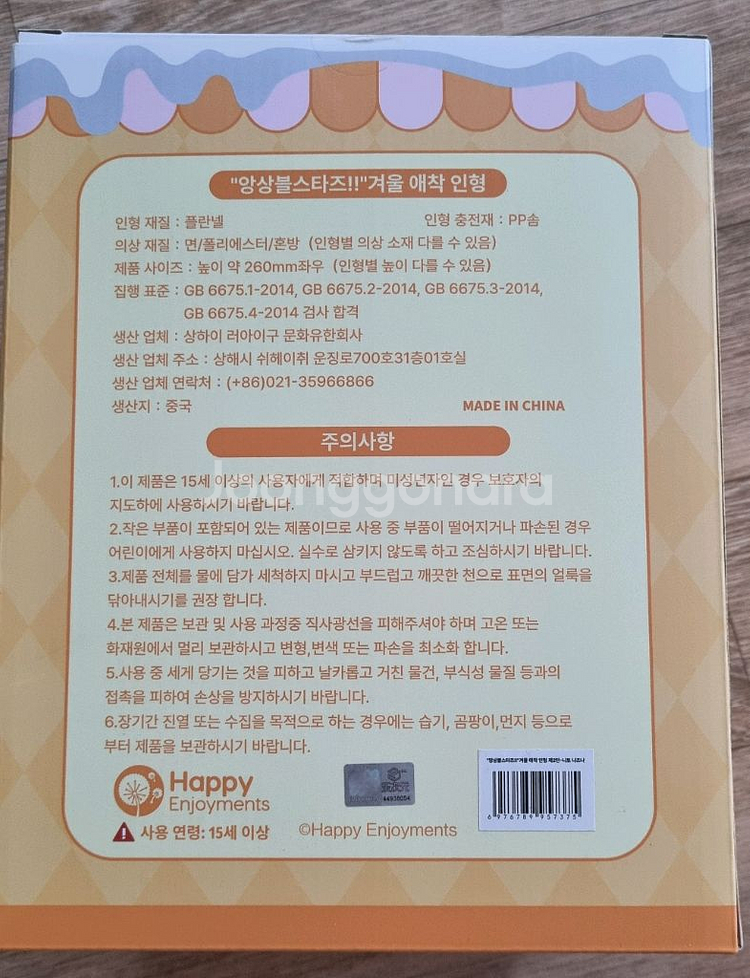 "앙상블스타즈!!"겨울 애착 인형
인형 재질 : 플란넬 인형 충전재 : PP솜
의상 재질 : 면/폴리에스터/혼방 (인형별 의상 소재 다를 수 있음)
제품 사이즈 : 높이 약 260mm좌우 (인형별 높이 다를 수 있음)
집행 표준 : GB 6675.1-2014, GB 6675.2-2014, GB 6675.3-2014,
GB 6675.4-2014 검사 합격
생산 업체 : 상하이 러아이구 문화유한회사
생산 업체 주소 : 상해시 쉬헤이취 운징로700호31층01호실
생산 업체 연락처 : (+86)021-35966866
생산지 : 중국 MADE IN CHINA
주의사항
1.이 제품은 15세 이상의 사용자에게 적합하며 미성년자인 경우 보호자의
지도하에 사용하시기 바랍니다.
Joonggonara
2.작은 부품이 포함되어 있는 제품이므로 사용 중 부품이 떨어지거나 파손된 경우
어린이에게 사용하지 마십시오. 실수로 삼키지 않도록 하고 조심하시기 바랍니다.
3.제품 전체를 물에 담가 세척하지 마시고 부드럽고 깨끗한 천으로 표면의 얼룩을
닦아내시기를 권장 합니다.
4.본 제품은 보관 및 사용 과정중 직사광선을 피해주셔야 하며 고온 또는
화재원에서 멀리 보관하시고 변형,변색 또는 파손을 최소화 합니다.
5.사용 중 세게 당기는 것을 피하고 날카롭고 거친 물건, 부식성 물질 등과의
접촉을 피하여 손상을 방지하시기 바랍니다.
6.장기간 진열 또는 수집을 목적으로 하는 경우에는 습기, 곰팡이,먼지 등으로
부터 제품을 보관하시기 바랍니다.
Happy
Enjoyments
44938054
"앙상블스타즈!!"겨울 애착 인형 제2탄-니토 니즈나
6976789957375
사용 연령: 15세 이상
©Happy Enjoyments